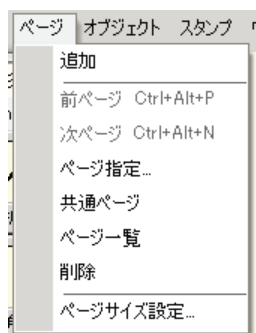 ページ オブジェクト スタンプ
追加
前ページ Ctrl+Alt+P
次ページ Ctrl+Alt+N
ページ指定...
共通ページ
ページ一覧
削除
ページサイズ設定...